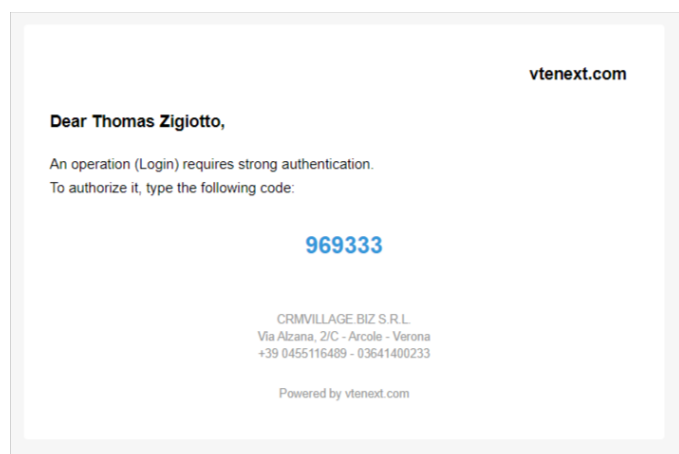 vtenext.com
Dear Thomas Zigiotto,
An operation (Login) requires strong authentication.
To authorize it, type the following code:
969333
CRMVILLAGE.BIZ S.R.L.
Via Alzana, 2/C - Arcole - Verona
+39 0455116489 - 03641400233
Powered by vtenext.com